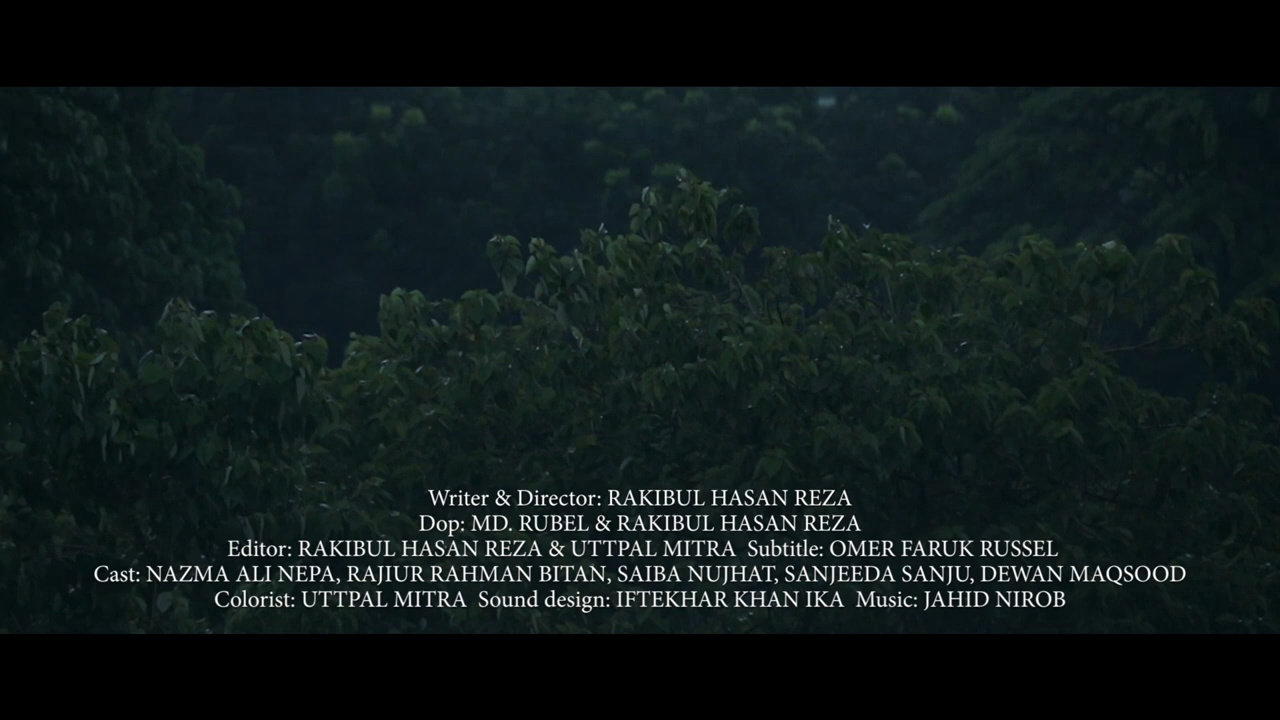 Writer & Director: RAKIBUL HASAN REZA
Dop: MD. RUBEL & RAKIBUL HASAN REZA
Editor: RAKIBUL HASAN REZA & UTTPAL MITRA Subtitle: OMER FARUK RUSSEL
Cast: NAZMA ALI NEPA, RAJIUR RAHMAN BITAN, SAIBA NUJHAT, SANJEEDA SANJU, DEWAN MAQSOOD
Colorist: UTTPAL MITRA Sound design: IFTEKHAR KHAN IKA Music: JAHID NIROB